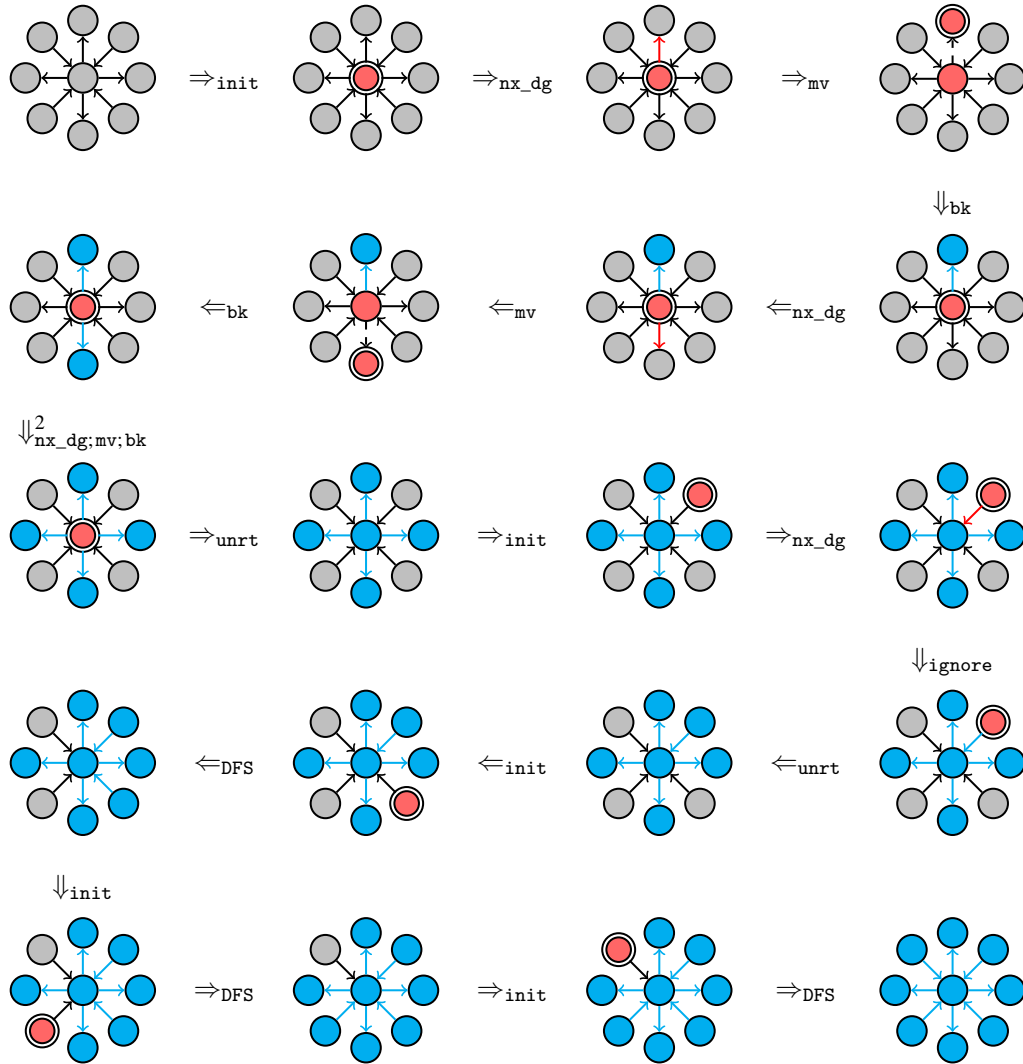 ⇒init ⇒nx_dg ⇒mv
⇓bk
⇐bk ⇐mv ⇐nx_dg
⇓²nx_dg;mv;bk
⇒unrt ⇒init ⇒nx_dg
⇓ignore
⇐DFS ⇐init ⇐unrt
⇓init
⇒DFS ⇒init ⇒DFS